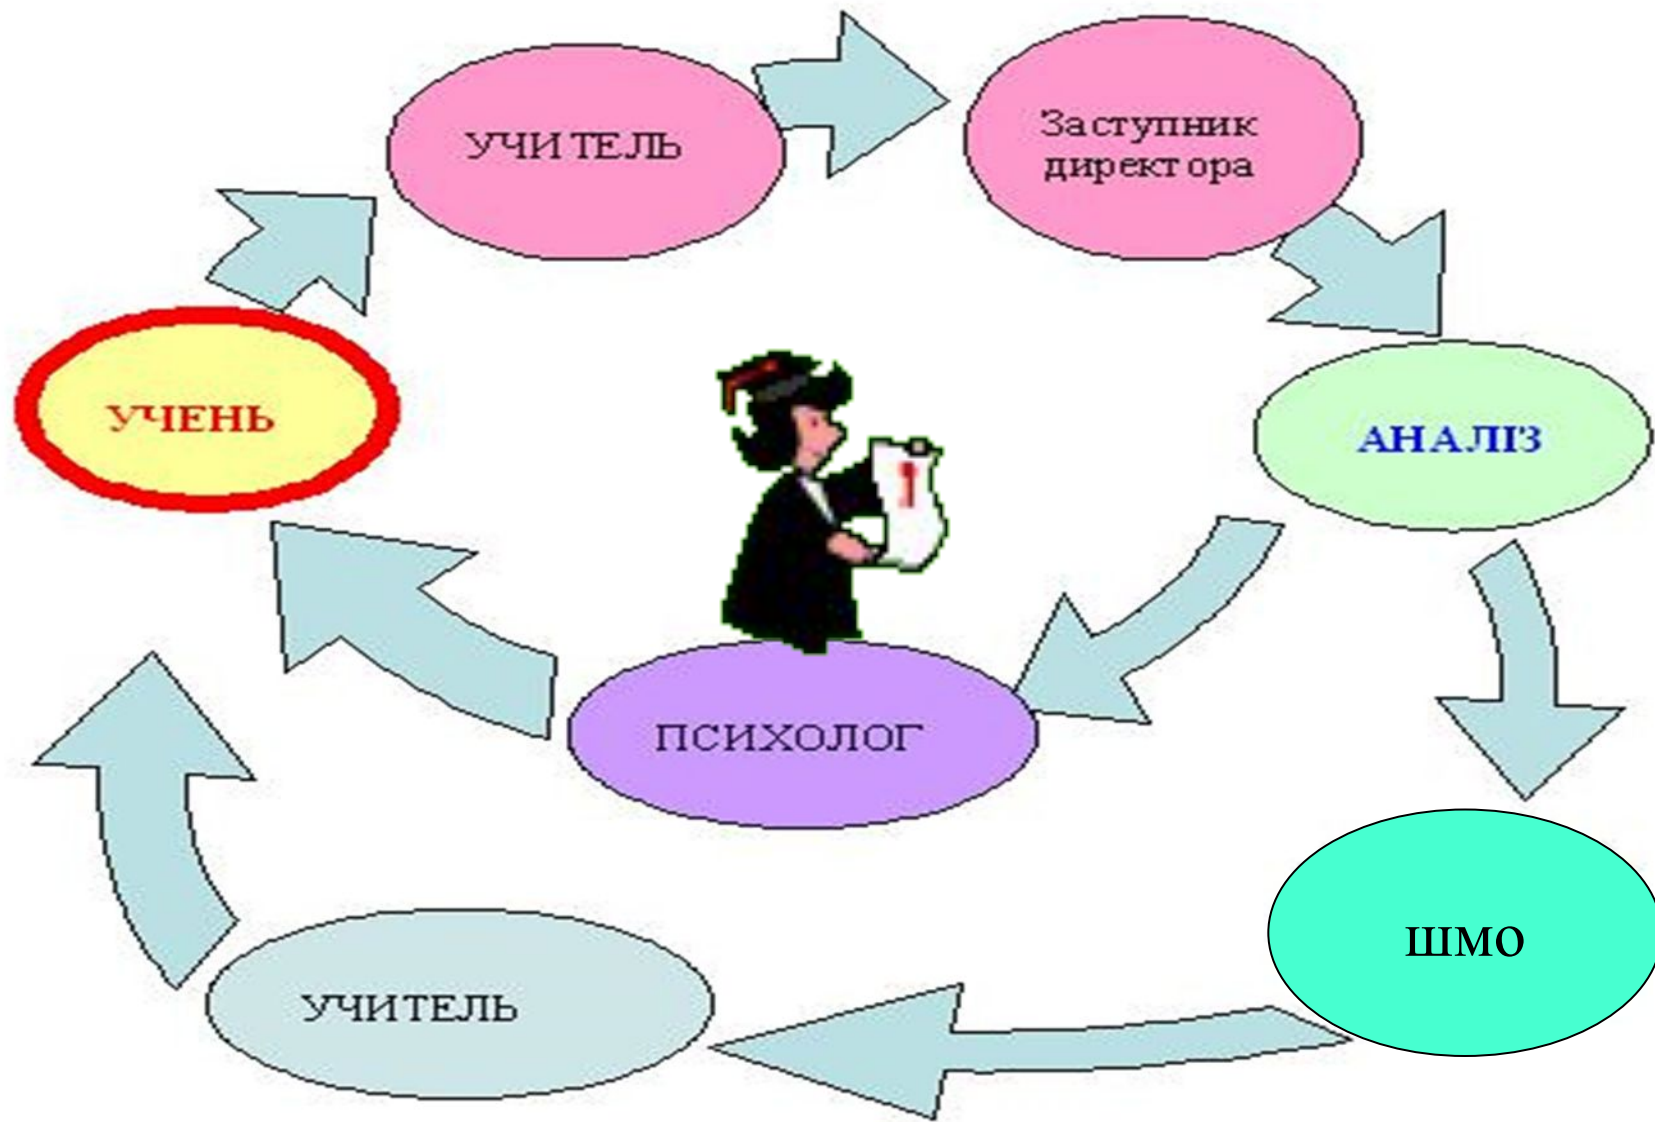 УЧИТЕЛЬ
Заступник
директора
УЧЕНЬ
АНАЛІЗ
ПСИХОЛОГ
ШМО
УЧИТЕЛЬ